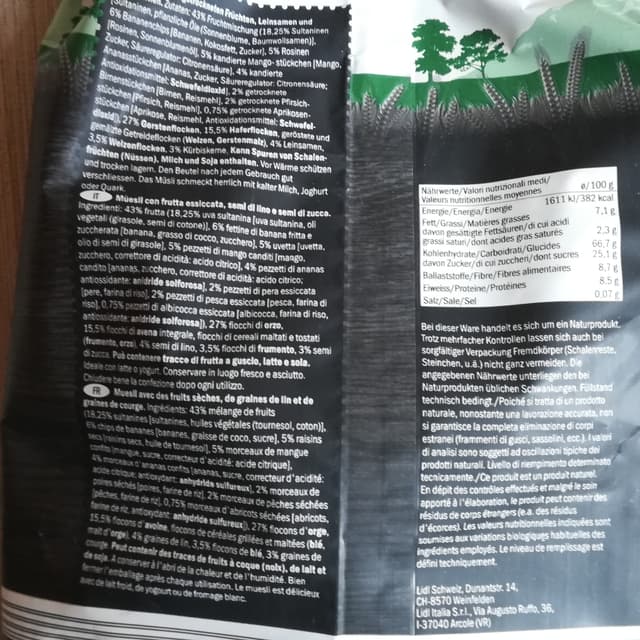 getrockneten Früchten, Leinsamen und
Zutaten: 43% Fruchtmischung (18,25% Sultaninen
[Sultaninen, pflanzliche Öle (Sonnenblume, Baumwollsamen)],
6% Bananenchips [Bananen, Kokosfett, Zucker], 5% Rosinen
[Rosinen, Sonnenblumenöl], 5% kandierte Mango- stückchen [Mango,
Zucker, Säureregulator: Citronensäure], 4% kandierte
Ananasstückchen [Ananas, Zucker, Säureregulator: Citronensäure;
Antioxidationsmittel: Schwefeldioxid], 2% getrocknete
Birnenstückchen [Birnen, Reismehl], 2% getrocknete Pfirsich-
stückchen [Pfirsich, Reismehl], 0,75% getrocknete Aprikosen-
stückchen [Aprikose, Reismehl, Antioxidationsmittel: Schwefel-
dioxid]), 27% Gerstenflocken, 15,5% Haferflocken, geröstete und
gemälzte Getreideflocken (Weizen, Gerstenmalz), 4% Leinsamen,
3,5% Weizenflocken, 3% Kürbiskerne. Kann Spuren von Schalen-
früchten (Nüssen), Milch und Soja enthalten. Vor Wärme schützen
und trocken lagern. Den Beutel nach jedem Gebrauch gut
verschliessen. Das Müsli schmeckt herrlich mit kalter Milch, Joghurt
oder Quark.
IT Müesli con frutta essiccata, semi di lino e semi di zucca.
Ingredienti: 43% frutta (18,25% uva sultanina [uva sultanina, oli
vegetali (girasole, semi di cotone)], 6% fettine di banana fritta e
zuccherata [banana, grasso di cocco, zucchero], 5% uvetta [uvetta,
olio di semi di girasole], 5% pezzetti di mango canditi [mango,
zucchero, correttore di acidità: acido citrico], 4% pezzetti di ananas
candito [ananas, zucchero, correttore di acidità: acido citrico;
antiossidante: anidride solforosa], 2% pezzetti di pera essiccata
[pere, farina di riso], 2% pezzetti di pesca essiccata [pesca, farina di
riso], 0,75% pezzetti di albicocca essiccata [albicocca, farina di riso,
antiossidante: anidride solforosa]), 27% fiocchi di orzo,
15,5% fiocchi di avena integrale, fiocchi di cereali maltati e tostati
(frumento, orzo), 4% semi di lino, 3,5% fiocchi di frumento, 3% semi
di zucca. Può contenere tracce di frutta a guscio, latte e soia.
Ideale con latte o yogurt. Conservare in luogo fresco e asciutto.
Chiudere bene la confezione dopo ogni utilizzo.
FR Muesli avec des fruits sèches, de graines de lin et de
graines de courge. Ingrédients: 43% mélange de fruits
(18,25% sultanines [sultanines, huiles végétales (tournesol, coton)],
6% chips de bananes [bananes, graisse de coco, sucre], 5% raisins
secs [raisins secs, huile de tournesol], 5% morceaux de mangue
confits [mangue, sucre, correcteur d'acidité: acide citrique],
4% morceaux d'ananas confits [ananas, sucre, correcteur d'acidité:
acide citrique; antioxydant: anhydride sulfureux], 2% morceaux de
poires séchés [poires, farine de riz], 2% morceaux de pêches séchées
[pêches, farine de riz], 0,75% morceaux d'abricots séchées [abricots,
farine de riz, antioxydant: anhydride sulfureux]), 27% flocons d'orge,
15,5% flocons d'avoine, flocons de céréales grillées et maltées (blé,
malt d'orge), 4% graines de lin, 3,5% flocons de blé, 3% graines de
courge. Peut contenir des traces de fruits à coque (noix), de lait et
de soja. A conserver à l'abri de la chaleur et de l'humidité. Bien
fermer l'emballage après chaque utilisation. Le muesli est délicieux
avec de lait froid, de yogourt ou de fromage blanc.
Nährwerte/Valori nutrizionali medi/
Valeurs nutritionnelles moyennes ø/100 g
Energie/Energia/Énergie 1611 kJ/382 kcal
Fett/Grassi/Matières grasses 7,1 g
davon gesättigte Fettsäuren/di cui acidi
grassi saturi/dont acides gras saturés 2,3 g
Kohlenhydrate/Carboidrati/Glucides 66,7 g
davon Zucker/di cui zuccheri/dont sucres 25,1 g
Ballaststoffe/Fibre/Fibres alimentaires 8,7 g
Eiweiss/Proteine/Protéines 8,5 g
Salz/Sale/Sel 0,07 g
Bei dieser Ware handelt es sich um ein Naturprodukt.
Trotz mehrfacher Kontrollen lassen sich auch bei
sorgfältiger Verpackung Fremdkörper (Schalenreste,
Steinchen, u.ä.) nicht ganz vermeiden. Die
angegebenen Nährwerte unterliegen den bei
Naturprodukten üblichen Schwankungen. Füllstand
technisch bedingt./Poiché si tratta di un prodotto
naturale, nonostante una lavorazione accurata, non
si garantisce la completa eliminazione di corpi
estranei (frammenti di gusci, sassolini, ecc.). I valori
di analisi sono soggetti ad oscillazioni tipiche dei
prodotti naturali. Livello di riempimento determinato
tecnicamente./Ce produit est un produit naturel.
En dépit des contrôles effectués et malgré le soin
apporté à l'élaboration, le produit peut contenir des
résidus de corps étrangers (e.a. des résidus
d'écorces). Les valeurs nutritionnelles indiquées sont
soumises aux variations biologiques habituelles des
ingrédients employés. Le niveau de remplissage est
défini techniquement.
Lidl Schweiz, Dunantstr. 14,
CH-8570 Weinfelden
Lidl Italia S.r.l., Via Augusto Ruffo, 36,
I-37040 Arcole (VR)